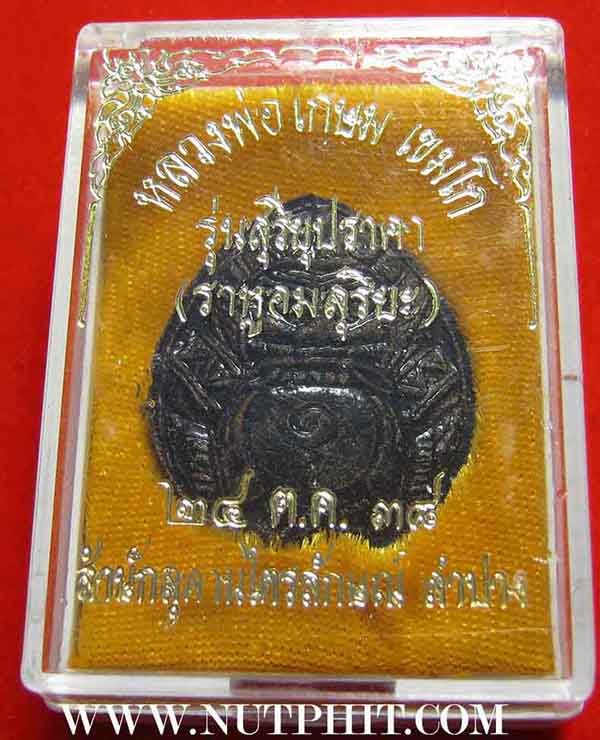 หลวงพ่อ เกษม เขมโก
รุ่นสุริยุปราคา
(ราหูอมสุริยะ)
๒๔ ต.ค. ๓๘
สำนักสุสานไตรลักษณ์ ลำปาง
WWW.NUTPHIT.COM